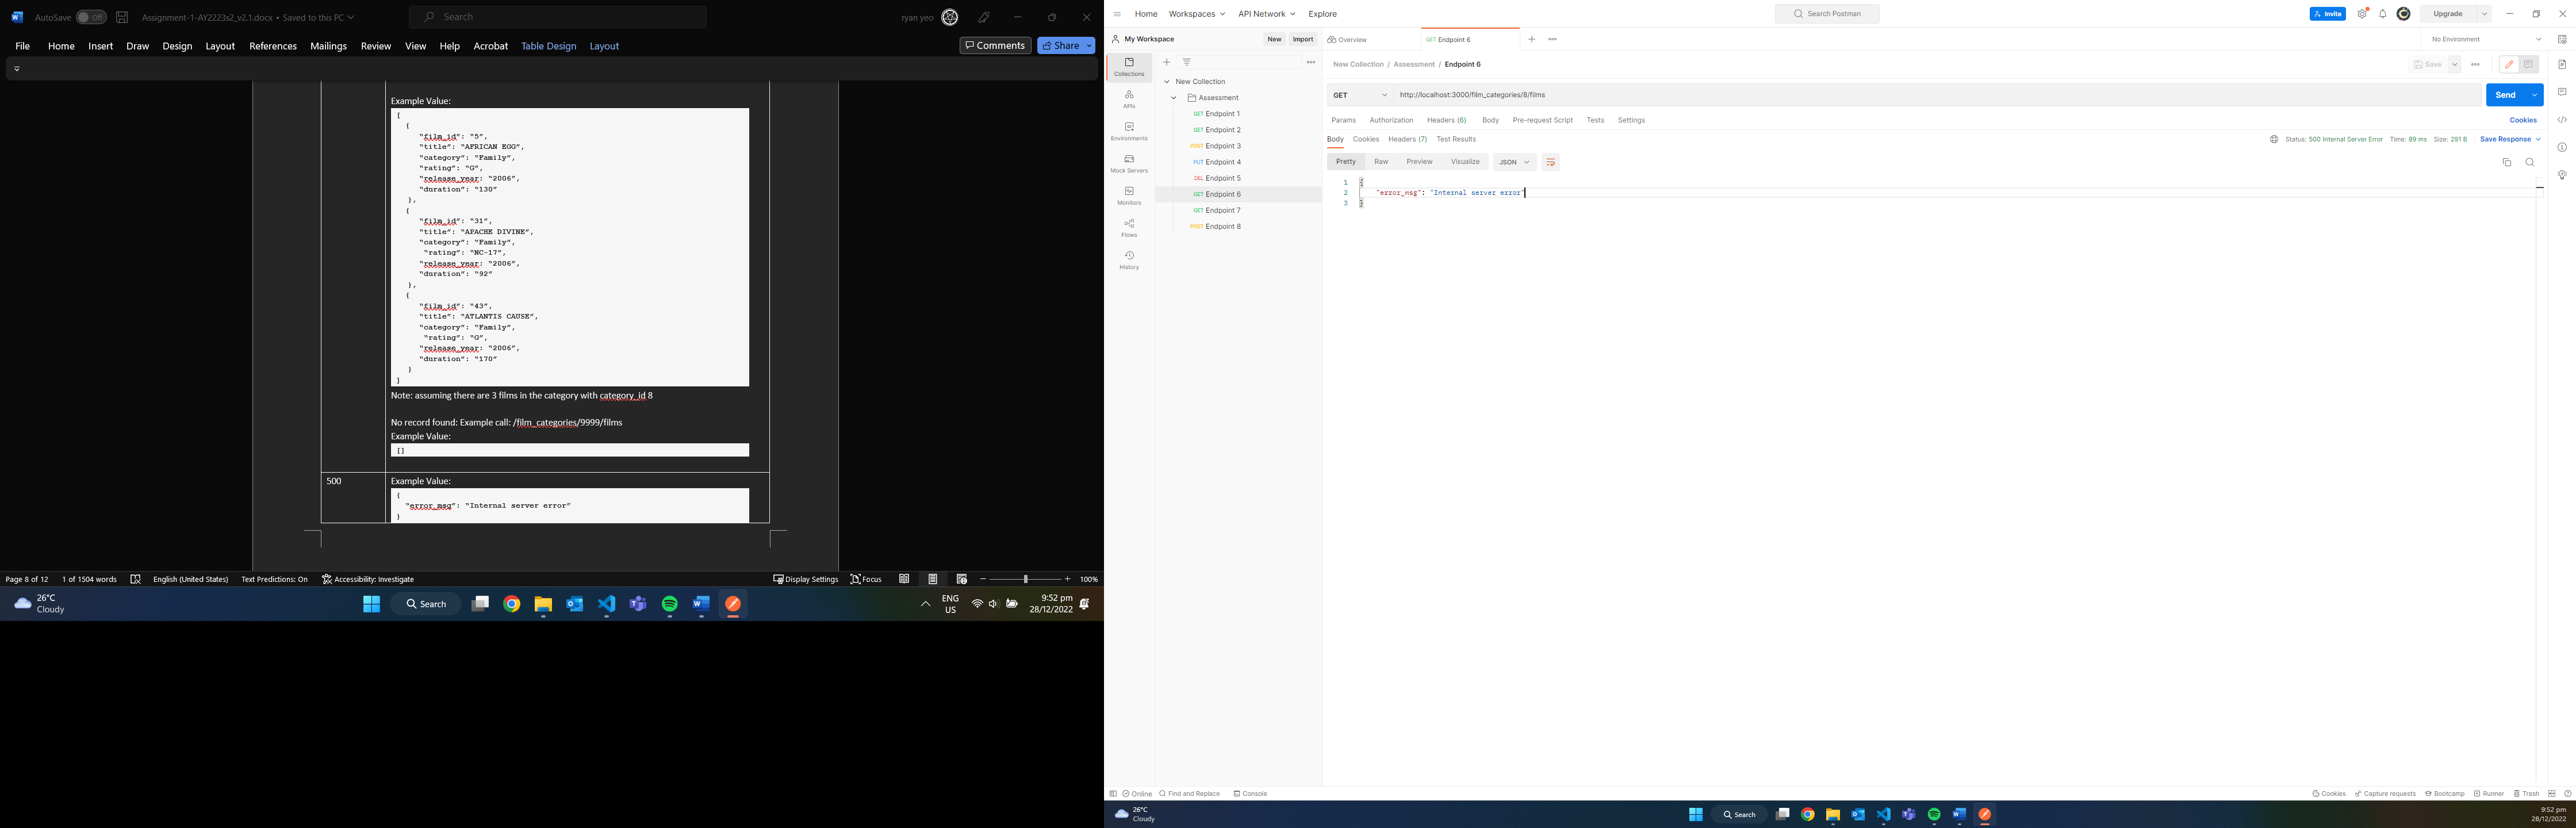 AutoSave Off Assignment-1-AY2223s2_v2.1.docx • Saved to this PC Search ryan yeo
File Home Insert Draw Design Layout References Mailings Review View Help Acrobat Table Design Layout Comments Share
Example Value:
[
{
"film_id": "5",
"title": "AFRICAN EGG",
"category": "Family",
"rating": "G",
"release_year: "2006",
"duration": "130"
},
{
"film_id": "31",
"title": "APACHE DIVINE",
"category": "Family",
"rating": "NC-17",
"release_year: "2006",
"duration": "92"
},
{
"film_id": "43",
"title": "ATLANTIS CAUSE",
"category": "Family",
"rating": "G",
"release_year: "2006",
"duration": "170"
}
]
Note: assuming there are 3 films in the category with category_id 8
No record found: Example call: /film_categories/9999/films
Example Value:
[]
500 Example Value:
{
"error_msg": "Internal server error"
}
Page 8 of 12 1 of 1504 words English (United States) Text Predictions: On Accessibility: Investigate Display Settings Focus 100%
26°C
Cloudy
Search
ENG
US
9:52 pm
28/12/2022
Home Workspaces API Network Explore Search Postman Invite Upgrade
My Workspace New Import
Overview GET Endpoint 6 No Environment
Collections
APIs
Environments
Mock Servers
Monitors
Flows
History
New Collection
Assessment
GET Endpoint 1
GET Endpoint 2
POST Endpoint 3
PUT Endpoint 4
DEL Endpoint 5
GET Endpoint 6
GET Endpoint 7
POST Endpoint 8
New Collection / Assessment / Endpoint 6 Save
GET http://localhost:3000/film_categories/8/films Send
Params Authorization Headers (6) Body Pre-request Script Tests Settings Cookies
Body Cookies Headers (7) Test Results Status: 500 Internal Server Error Time: 89 ms Size: 291 B Save Response
Pretty Raw Preview Visualize JSON
1 {
2 "error_msg": "Internal server error"
3 }
Online Find and Replace Console Cookies Capture requests Bootcamp Runner Trash
26°C
Cloudy
Search
9:52 pm
28/12/2022